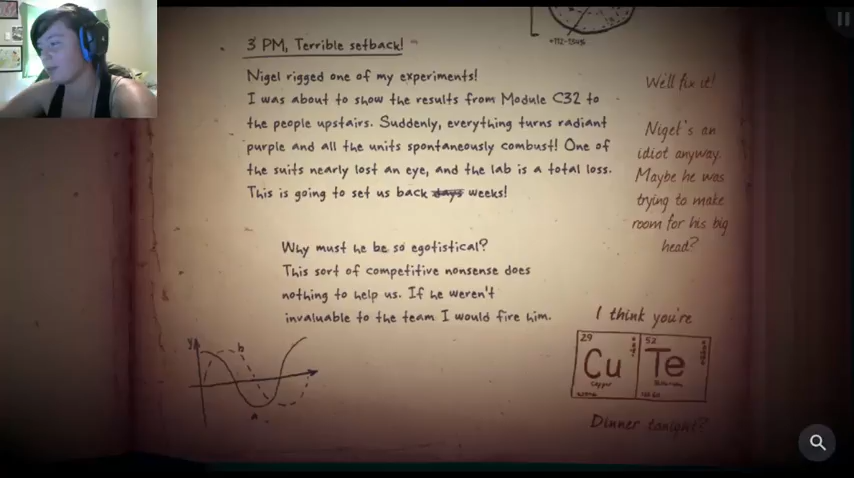 +112-1504%
3 PM, Terrible setback!
Nigel rigged one of my experiments!
I was about to show the results from Module C32 to
the people upstairs. Suddenly, everything turns radiant
purple and all the units spontaneously combust! One of
the suits nearly lost an eye, and the lab is a total loss.
This is going to set us back days weeks!
Why must he be so egotistical?
This sort of competitive nonsense does
nothing to help us. If he weren't
invaluable to the team I would fire him.
y
b
a
We'll fix it!
Nigel's an
idiot anyway.
Maybe he was
trying to make
room for his big
head?
I think you're
29 52
Cu Te
Copper
Dinner tonight?